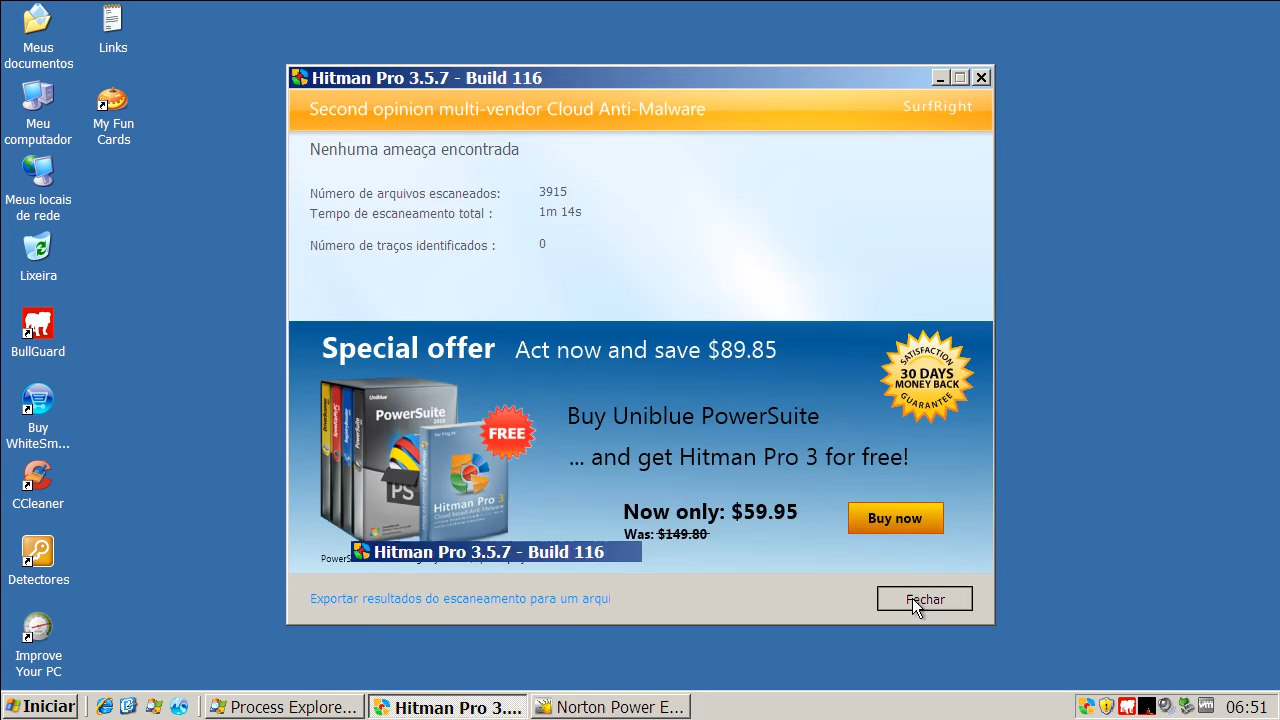 Meus
documentos
Links
Meu
computador
My Fun
Cards
Meus locais
de rede
Lixeira
BullGuard
Buy
WhiteSm...
CCleaner
Detectores
Improve
Your PC
Hitman Pro 3.5.7 - Build 116
Second opinion multi-vendor Cloud Anti-Malware
SurfRight
Nenhuma ameaça encontrada
Número de arquivos escaneados: 3915
Tempo de escaneamento total : 1m 14s
Número de traços identificados : 0
Special offer Act now and save $89.85
SATISFACTION
30 DAYS
MONEY BACK
GUARANTEE
Uniblue
PowerSuite
PS
FREE
Hitman Pro 3
Buy Uniblue PowerSuite
... and get Hitman Pro 3 for free!
Now only: $59.95
Was: $149.80
Buy now
Hitman Pro 3.5.7 - Build 116
Exportar resultados do escaneamento para um arqui
Fechar
Iniciar
Process Explore...
Hitman Pro 3....
Norton Power E...
06:51